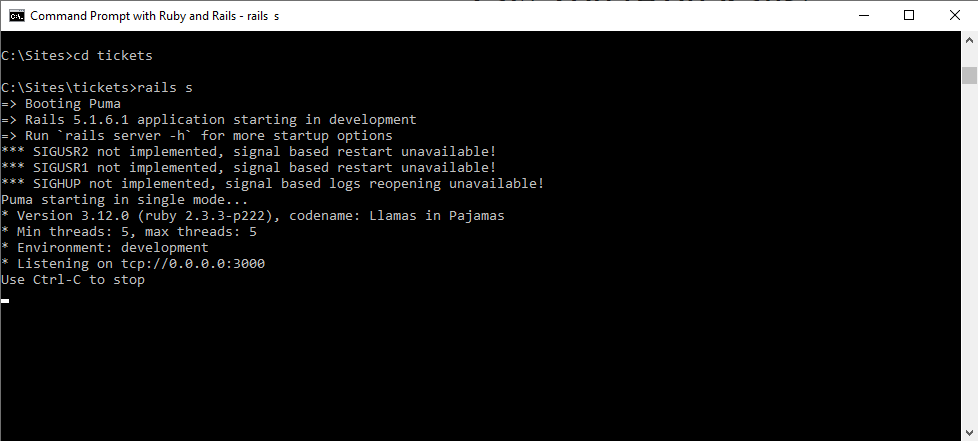 Command Prompt with Ruby and Rails - rails s
C:\Sites>cd tickets
C:\Sites\tickets>rails s
=> Booting Puma
=> Rails 5.1.6.1 application starting in development
=> Run `rails server -h` for more startup options
*** SIGUSR2 not implemented, signal based restart unavailable!
*** SIGUSR1 not implemented, signal based restart unavailable!
*** SIGHUP not implemented, signal based logs reopening unavailable!
Puma starting in single mode...
* Version 3.12.0 (ruby 2.3.3-p222), codename: Llamas in Pajamas
* Min threads: 5, max threads: 5
* Environment: development
* Listening on tcp://0.0.0.0:3000
Use Ctrl-C to stop